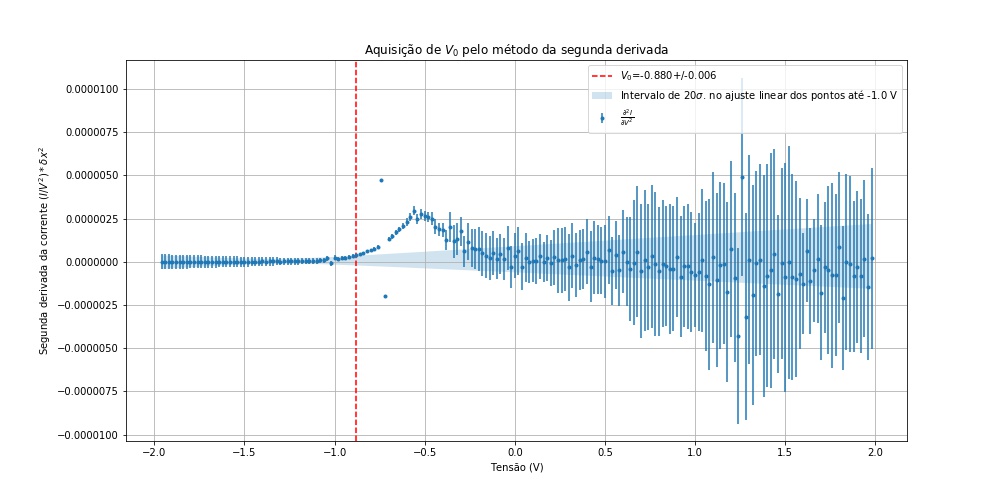 Aquisição de V₀ pelo método da segunda derivada
V₀=-0.880+/-0.006
Intervalo de 20σ. no ajuste linear dos pontos até -1.0 V
∂²I/∂V²
Segunda derivada da corrente (I/V²)*δx²
0.0000100
0.0000075
0.0000050
0.0000025
0.0000000
−0.0000025
−0.0000050
−0.0000075
−0.0000100
−2.0 −1.5 −1.0 −0.5 0.0 0.5 1.0 1.5 2.0
Tensão (V)